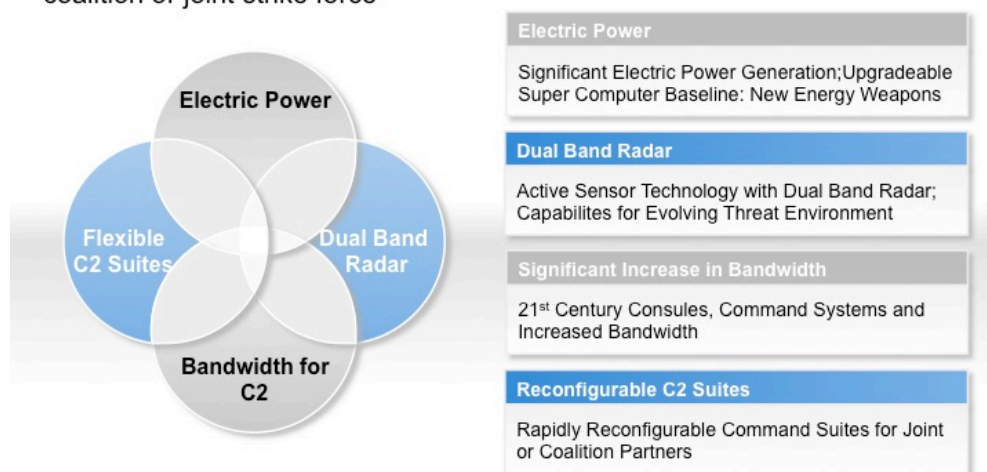 coalition or joint strike force
Electric Power
Flexible
C2 Suites
Dual Band
Radar
Bandwidth for
C2
Electric Power
Significant Electric Power Generation;Upgradeable
Super Computer Baseline: New Energy Weapons
Dual Band Radar
Active Sensor Technology with Dual Band Radar;
Capabilites for Evolving Threat Environment
Significant Increase in Bandwidth
21st Century Consules, Command Systems and
Increased Bandwidth
Reconfigurable C2 Suites
Rapidly Reconfigurable Command Suites for Joint
or Coalition Partners